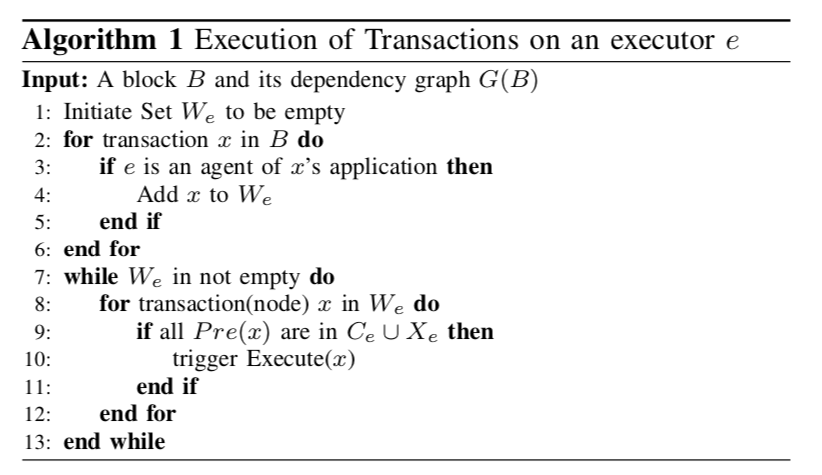 Algorithm 1 Execution of Transactions on an executor e
Input: A block B and its dependency graph G(B)
1: Initiate Set W_e to be empty
2: for transaction x in B do
3: if e is an agent of x's application then
4: Add x to W_e
5: end if
6: end for
7: while W_e in not empty do
8: for transaction(node) x in W_e do
9: if all Pre(x) are in C_e ∪ X_e then
10: trigger Execute(x)
11: end if
12: end for
13: end while